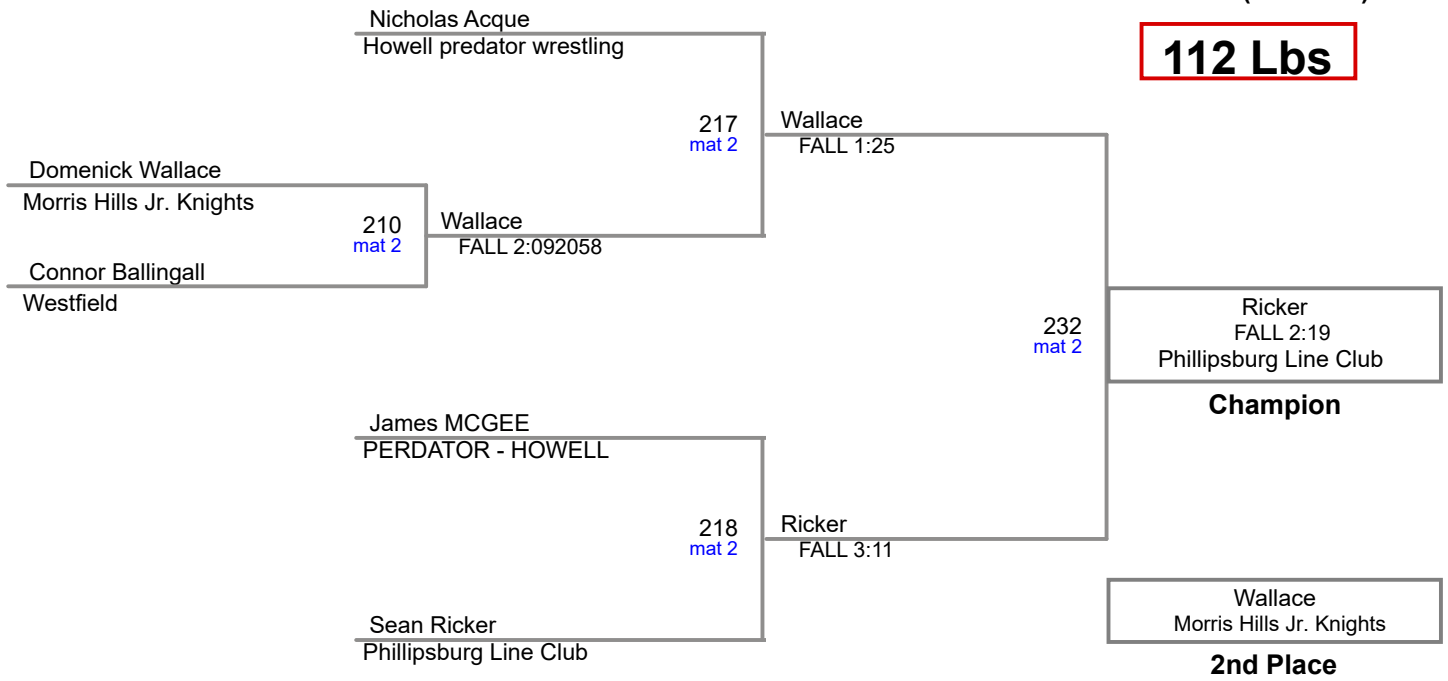 Nicholas Acque
Howell predator wrestling
112 Lbs
217
mat 2
Wallace
FALL 1:25
Domenick Wallace
Morris Hills Jr. Knights
210
mat 2
Wallace
FALL 2:092058
Connor Ballingall
Westfield
232
mat 2
Ricker
FALL 2:19
Phillipsburg Line Club
Champion
James MCGEE
PERDATOR - HOWELL
218
mat 2
Ricker
FALL 3:11
Sean Ricker
Phillipsburg Line Club
Wallace
Morris Hills Jr. Knights
2nd Place